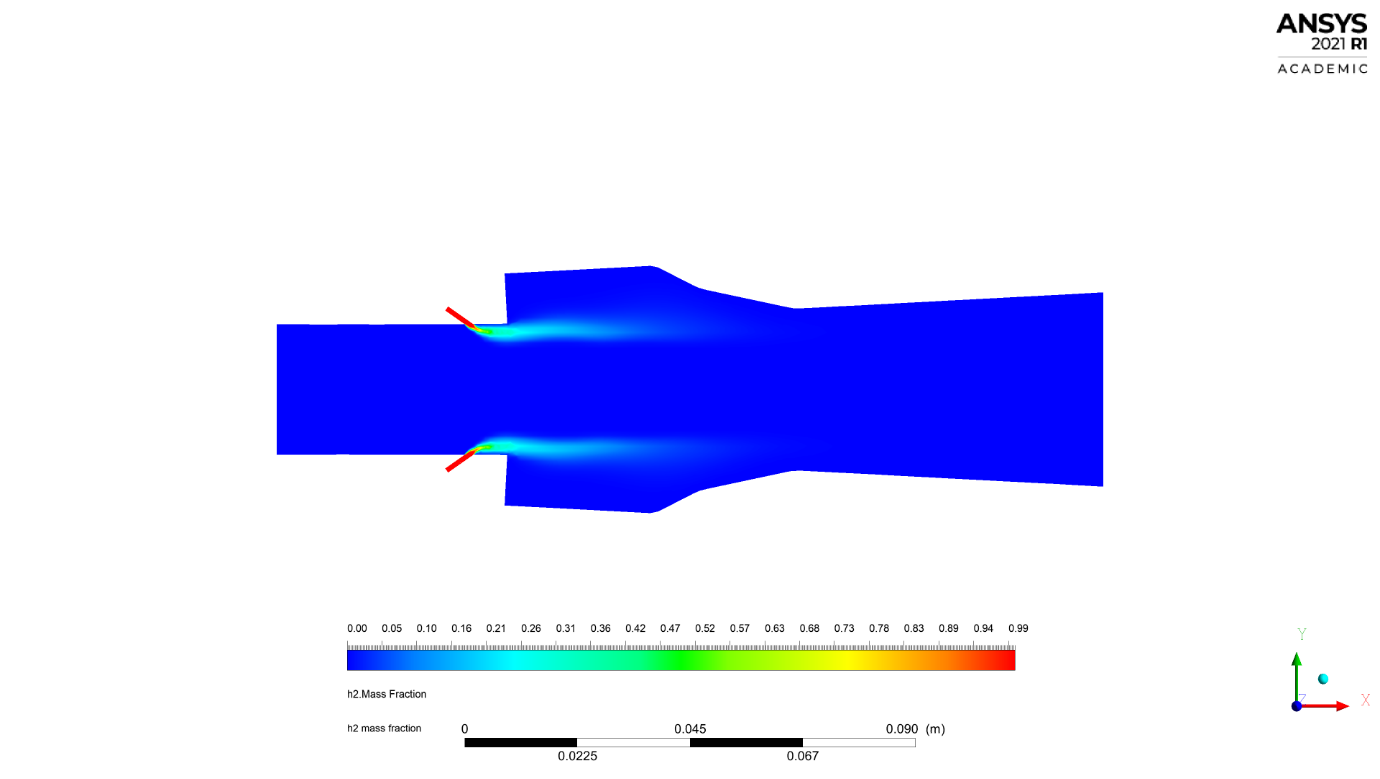 ANSYS
2021 R1
ACADEMIC
0.00 0.05 0.10 0.16 0.21 0.26 0.31 0.36 0.42 0.47 0.52 0.57 0.63 0.68 0.73 0.78 0.83 0.89 0.94 0.99
h2.Mass Fraction
h2 mass fraction
0 0.045 0.090 (m)
0.0225 0.067
Y
Z X